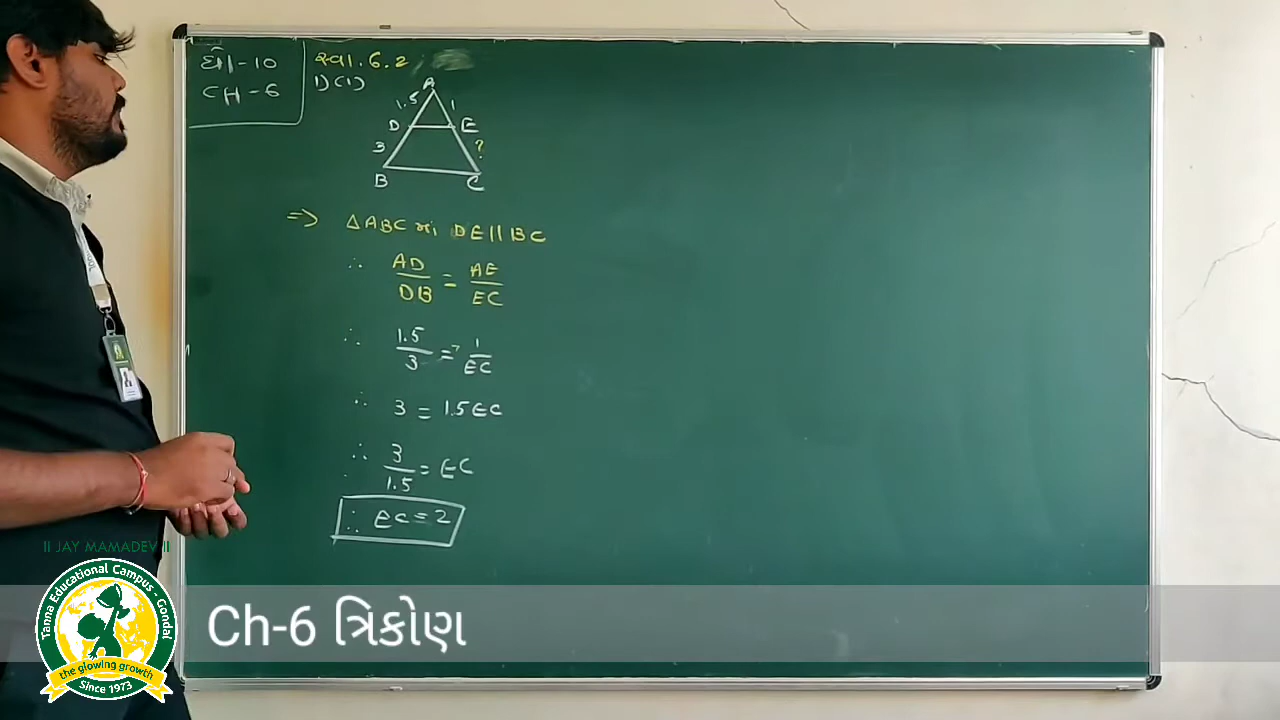 ધો-10
CH-6
સ્વા.6.2
1)(1)
A
1.5 1
D E
3 ?
B C
=> ΔABC માં DE||BC
∴ AD/DB = AE/EC
∴ 1.5/3 = 1/EC
∴ 3 = 1.5EC
∴ 3/1.5 = EC
∴ EC = 2
|| JAY MAMADEV ||
Tanna Educational Campus - Gondal
the glowing growth
Since 1973
Ch-6 ત્રિકોણ